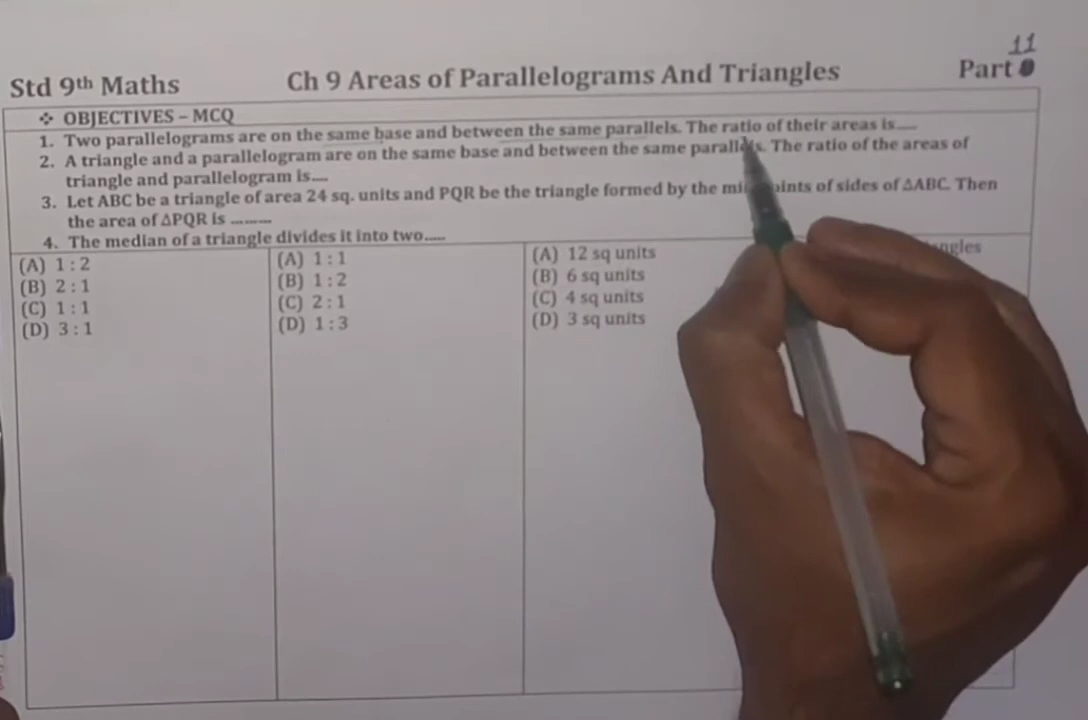 11
Std 9th Maths Ch 9 Areas of Parallelograms And Triangles Part
❖ OBJECTIVES – MCQ
1. Two parallelograms are on the same base and between the same parallels. The ratio of their areas is.....
2. A triangle and a parallelogram are on the same base and between the same parallels. The ratio of the areas of
triangle and parallelogram is....
3. Let ABC be a triangle of area 24 sq. units and PQR be the triangle formed by the of sides of ΔABC. Then
the area of ΔPQR is .........
4. The median of a triangle divides it into two.....
(A) 1 : 2
(B) 2 : 1
(C) 1 : 1
(D) 3 : 1
(A) 1 : 1
(B) 1 : 2
(C) 2 : 1
(D) 1 : 3
(A) 12 sq units
(B) 6 sq units
(C) 4 sq units
(D) 3 sq units